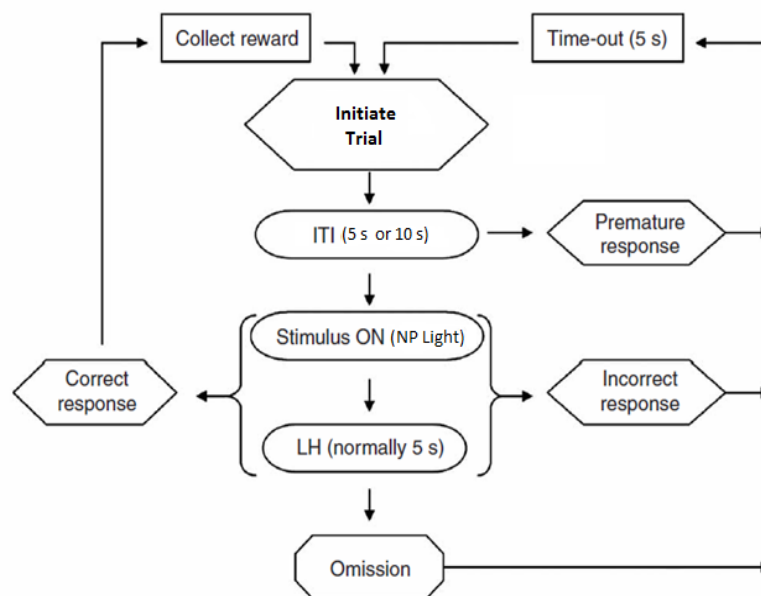 Collect reward
Time-out (5 s)
Initiate
Trial
ITI (5 s or 10 s)
Premature
response
Stimulus ON (NP Light)
Correct
response
Incorrect
response
LH (normally 5 s)
Omission